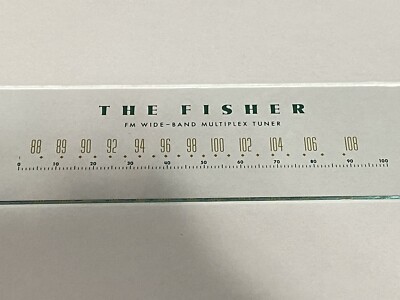 THE FISHER
FM WIDE-BAND MULTIPLEX TUNER
88 89 90 92 94 96 98 100 102 104 106 108
0 10 20 30 40 50 60 70 80 90 100